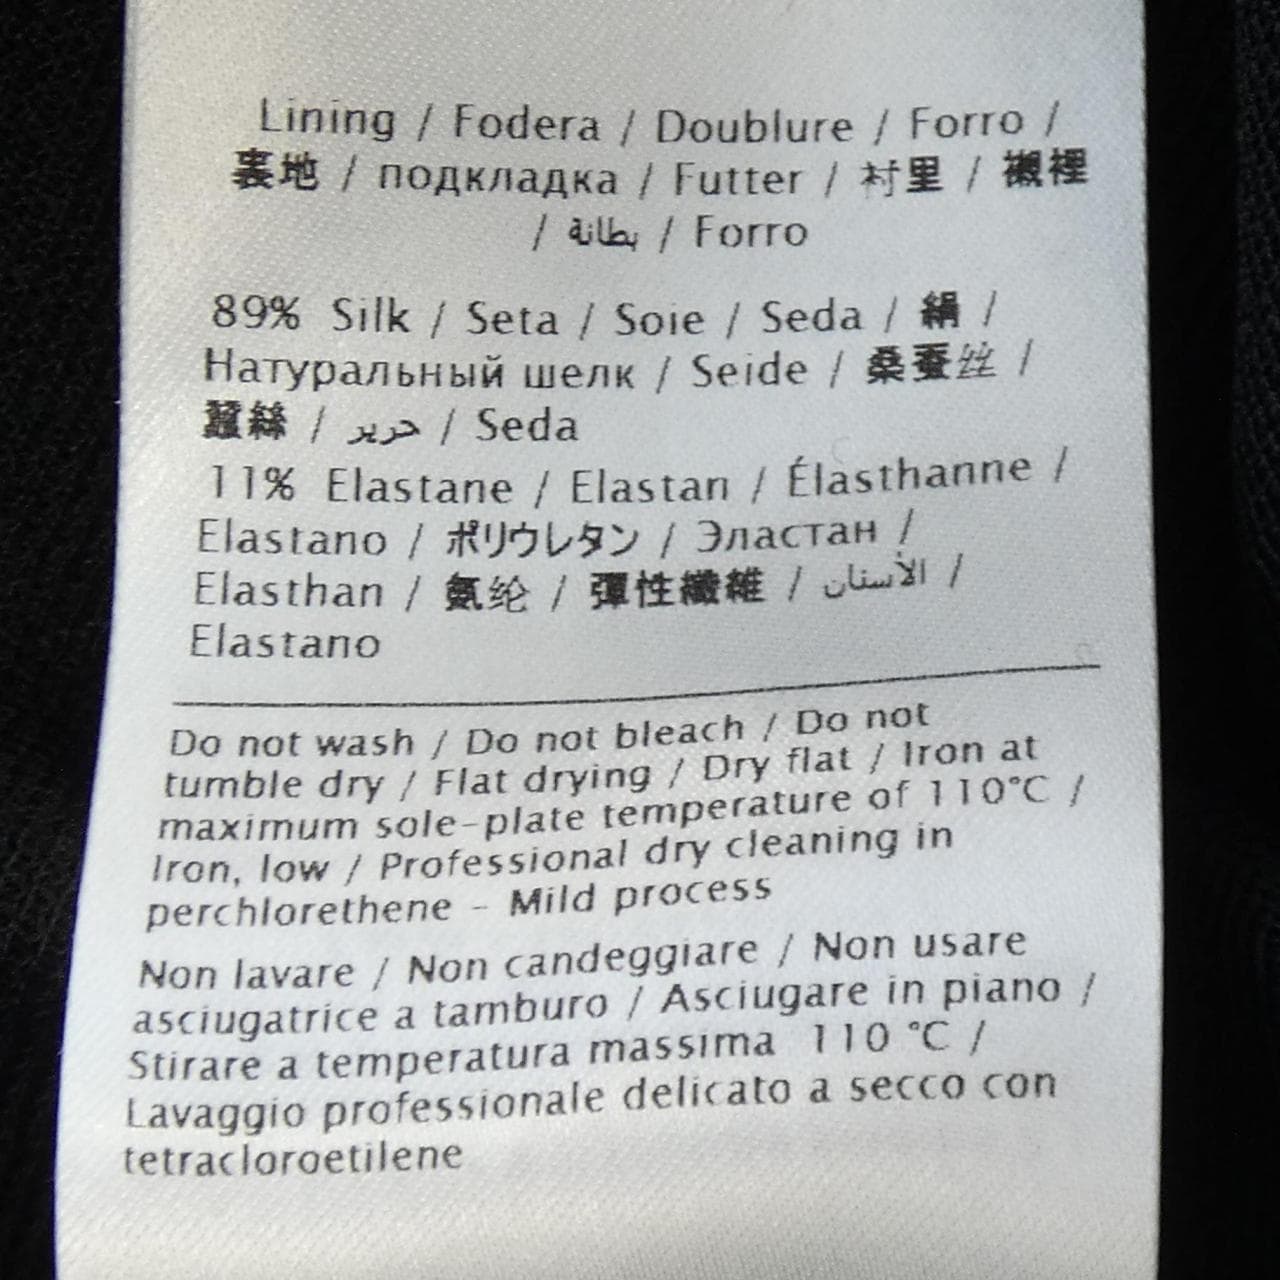 Lining / Fodera / Doublure / Forro /
裏地 / подкладка / Futter / 衬里 / 襯裡
/ بطانة / Forro
89% Silk / Seta / Soie / Seda / 絹 /
Натуральный шелк / Seide / 桑蚕丝 /
蠶絲 / حرير / Seda
11% Elastane / Elastan / Élasthanne /
Elastano / ポリウレタン / Эластан /
Elasthan / 氨纶 / 彈性纖維 / الأستان /
Elastano
Do not wash / Do not bleach / Do not
tumble dry / Flat drying / Dry flat / Iron at
maximum sole-plate temperature of 110°C /
Iron, low / Professional dry cleaning in
perchlorethene - Mild process
Non lavare / Non candeggiare / Non usare
asciugatrice a tamburo / Asciugare in piano /
Stirare a temperatura massima 110 °C /
Lavaggio professionale delicato a secco con
tetracloroetilene